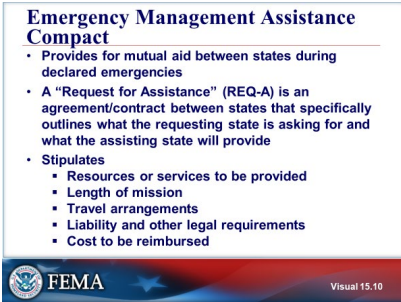 Emergency Management Assistance
Compact
• Provides for mutual aid between states during
declared emergencies
• A “Request for Assistance” (REQ-A) is an
agreement/contract between states that specifically
outlines what the requesting state is asking for and
what the assisting state will provide
• Stipulates
▪ Resources or services to be provided
▪ Length of mission
▪ Travel arrangements
▪ Liability and other legal requirements
▪ Cost to be reimbursed
FEMA
Visual 15.10